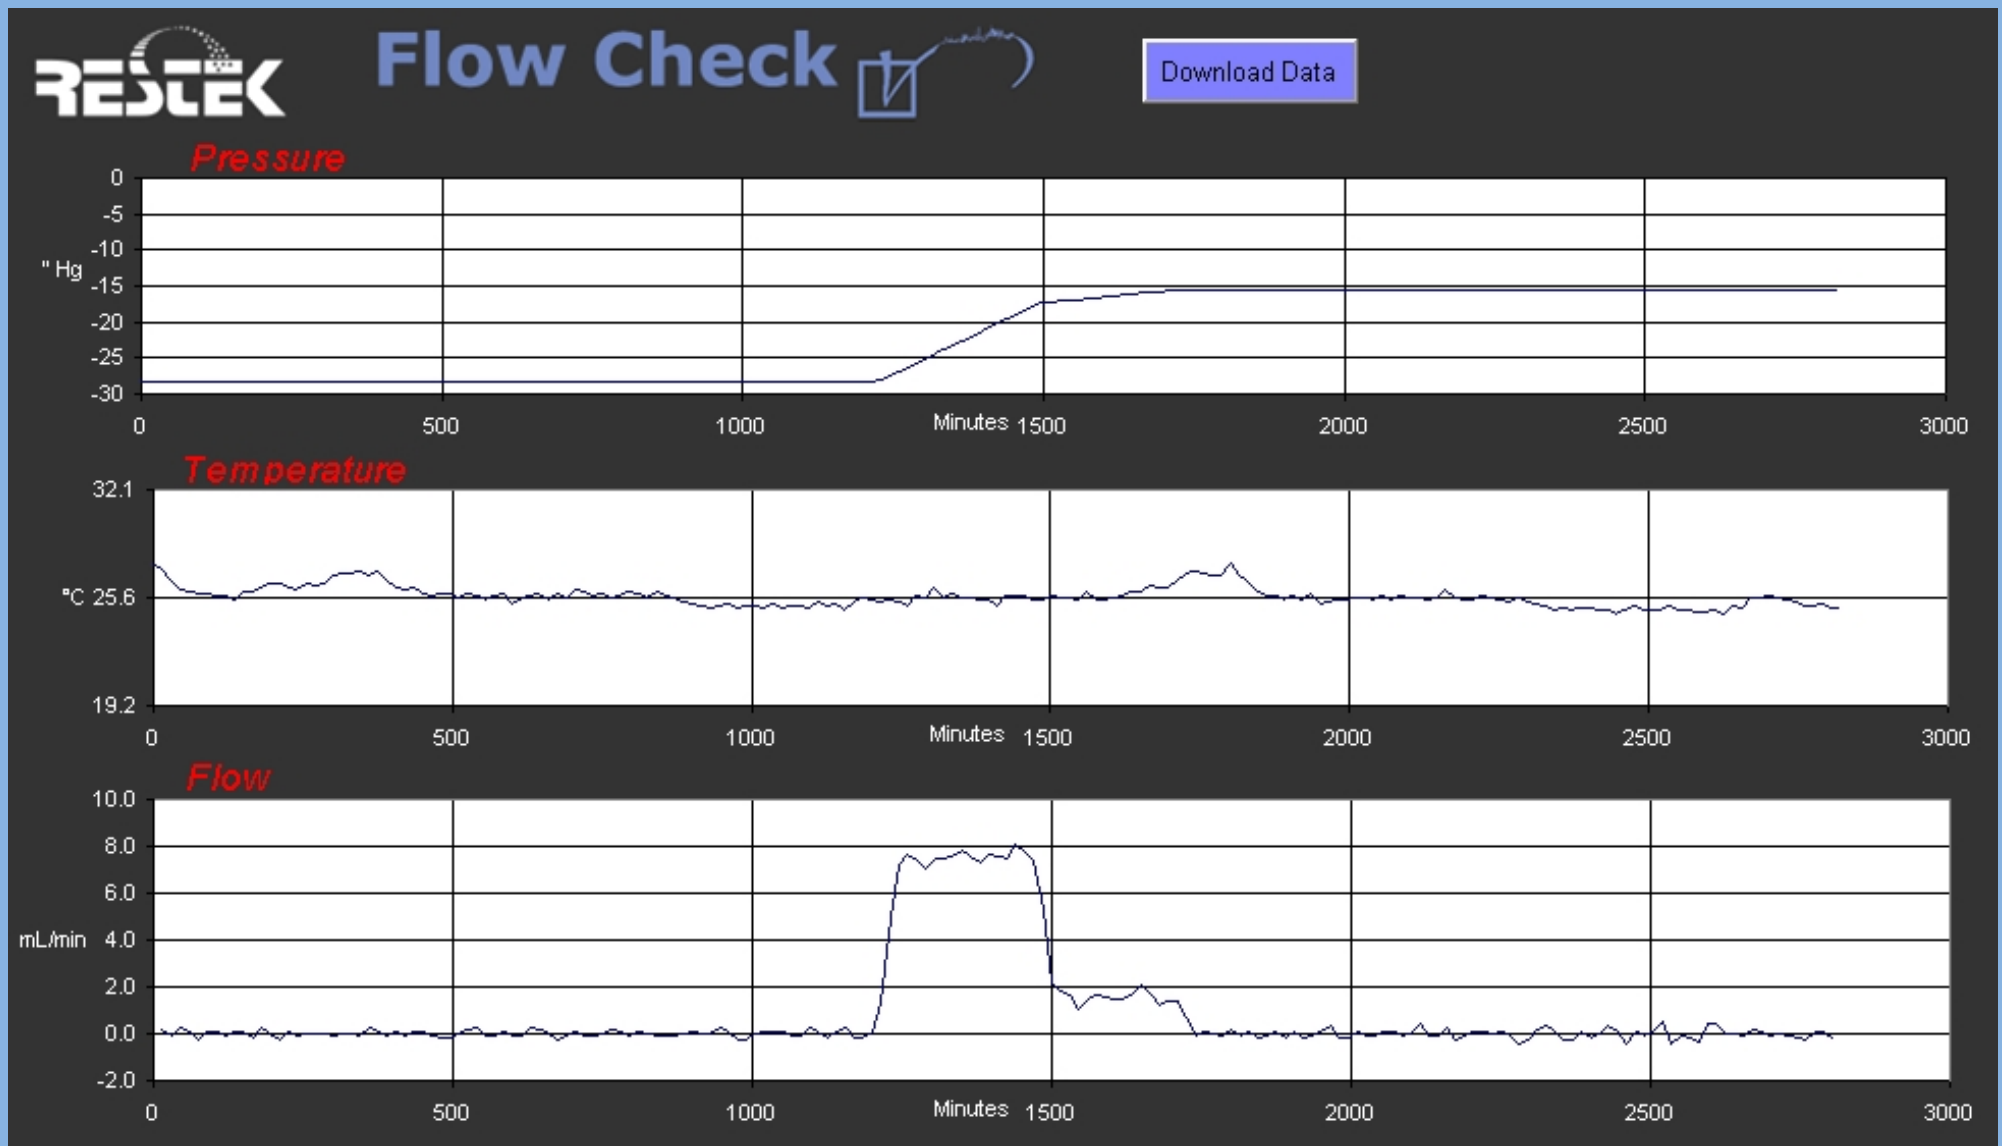 RESTEK
Flow Check
Download Data
Pressure
0
-5
-10
" Hg
-15
-20
-25
-30
0 500 1000 Minutes 1500 2000 2500 3000
Temperature
32.1
°C 25.6
19.2
0 500 1000 Minutes 1500 2000 2500 3000
Flow
10.0
8.0
6.0
mL/min 4.0
2.0
0.0
-2.0
0 500 1000 Minutes 1500 2000 2500 3000